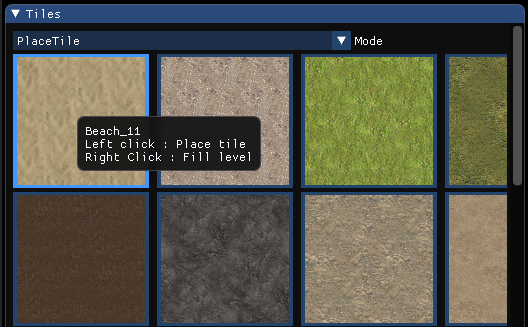 Tiles
PlaceTile
Mode
Beach_11
Left click : Place tile
Right Click : Fill level